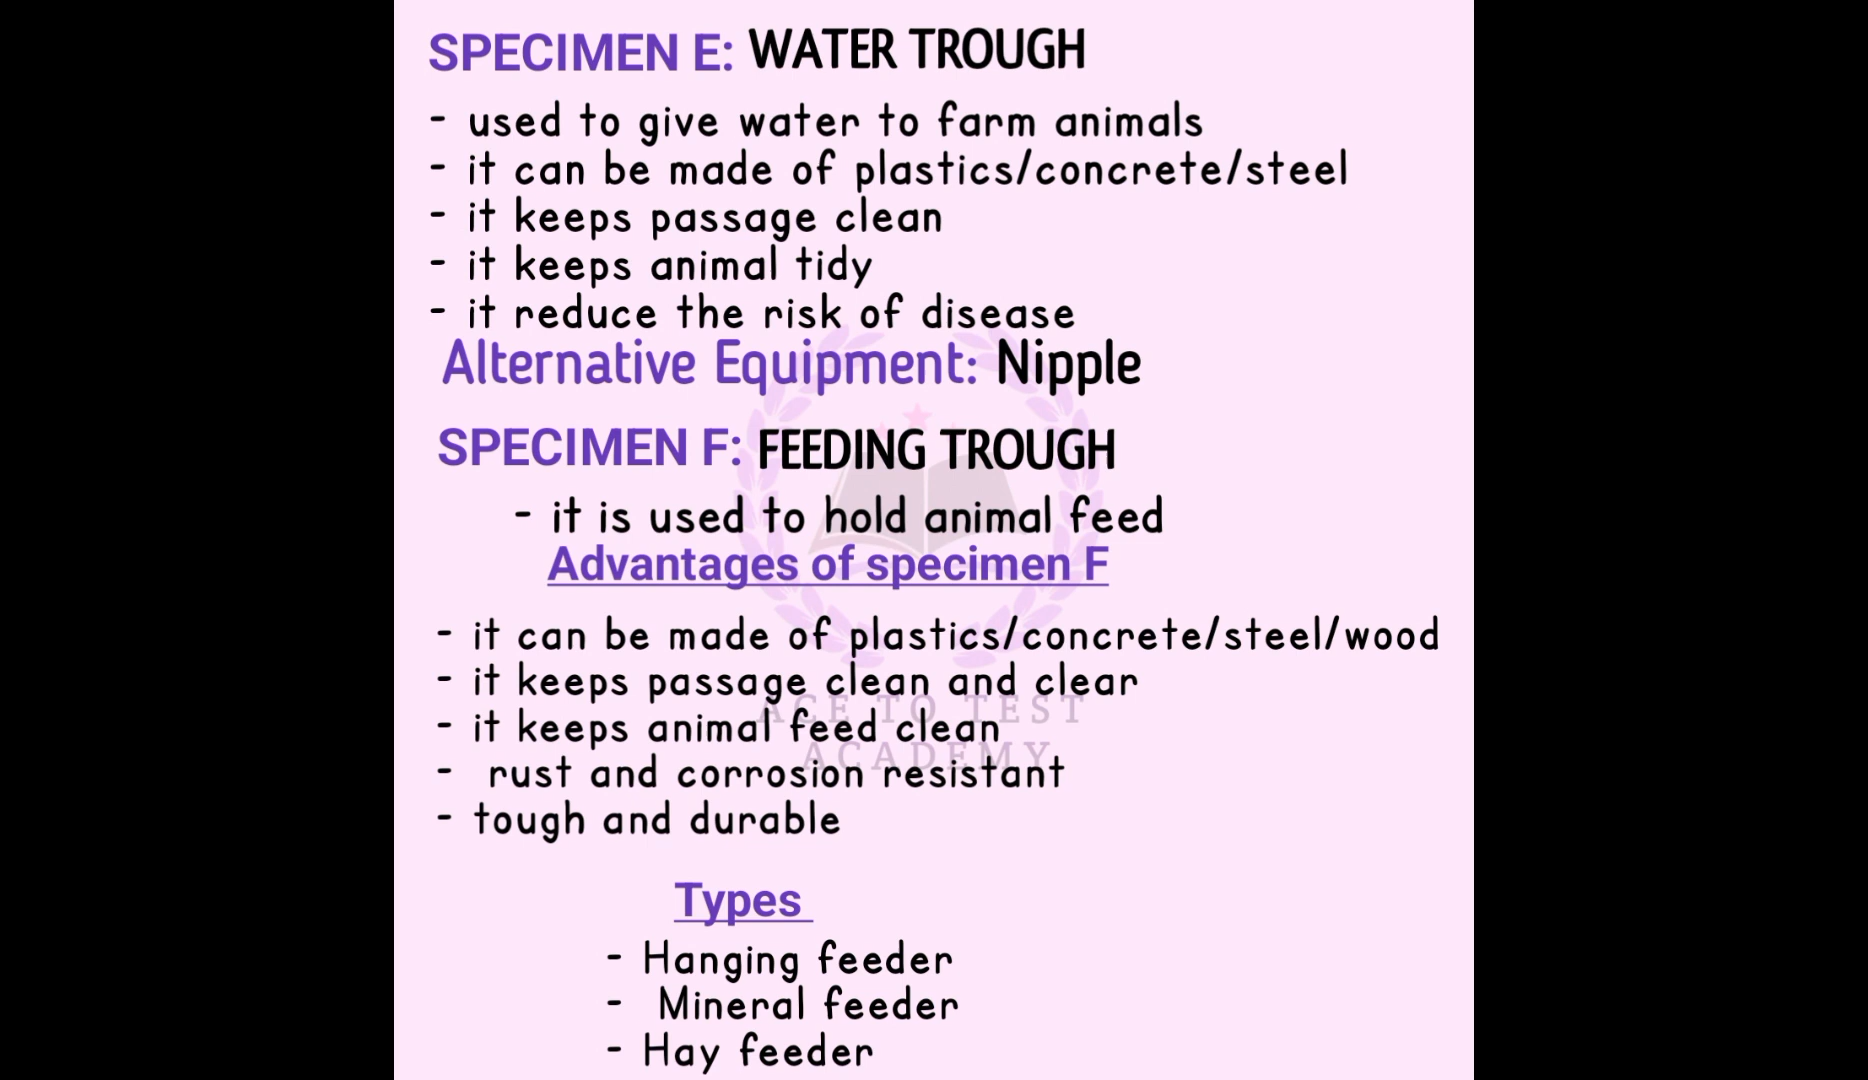 SPECIMEN E: WATER TROUGH
- used to give water to farm animals
- it can be made of plastics/concrete/steel
- it keeps passage clean
- it keeps animal tidy
- it reduce the risk of disease
Alternative Equipment: Nipple
SPECIMEN F: FEEDING TROUGH
- it is used to hold animal feed
Advantages of specimen F
- it can be made of plastics/concrete/steel/wood
- it keeps passage clean and clear
ACE TO TEST
- it keeps animal feed clean
ACADEMY
- rust and corrosion resistant
- tough and durable
Types
- Hanging feeder
- Mineral feeder
- Hay feeder